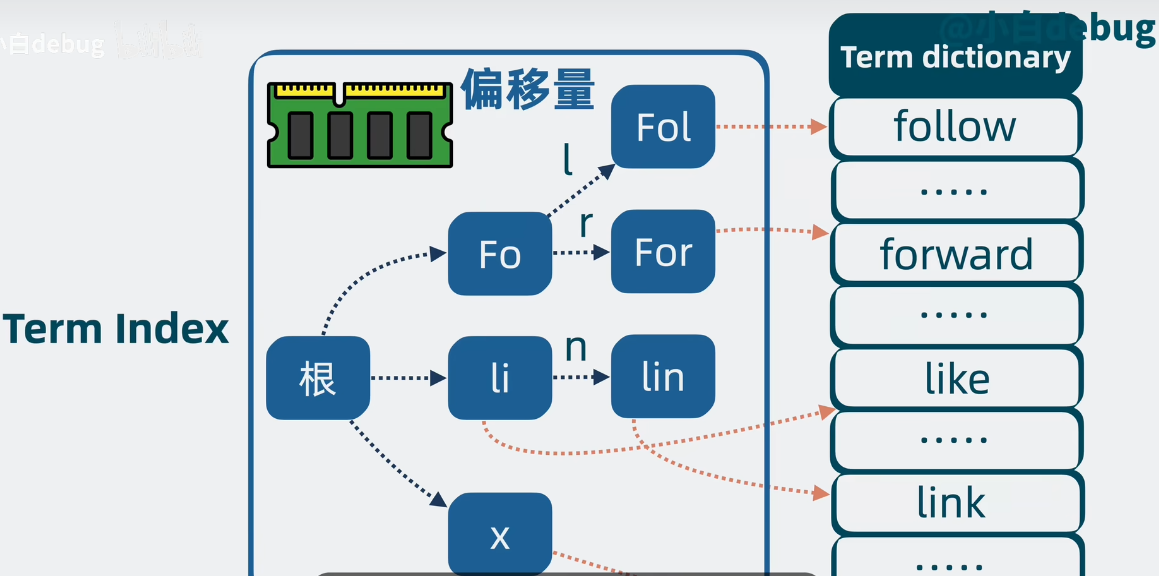 小白debug
@小白debug
Term dictionary
偏移量
Fol
follow
l
.....
r
Fo
For
forward
.....
Term Index
n
根
li
lin
like
.....
link
x
.....